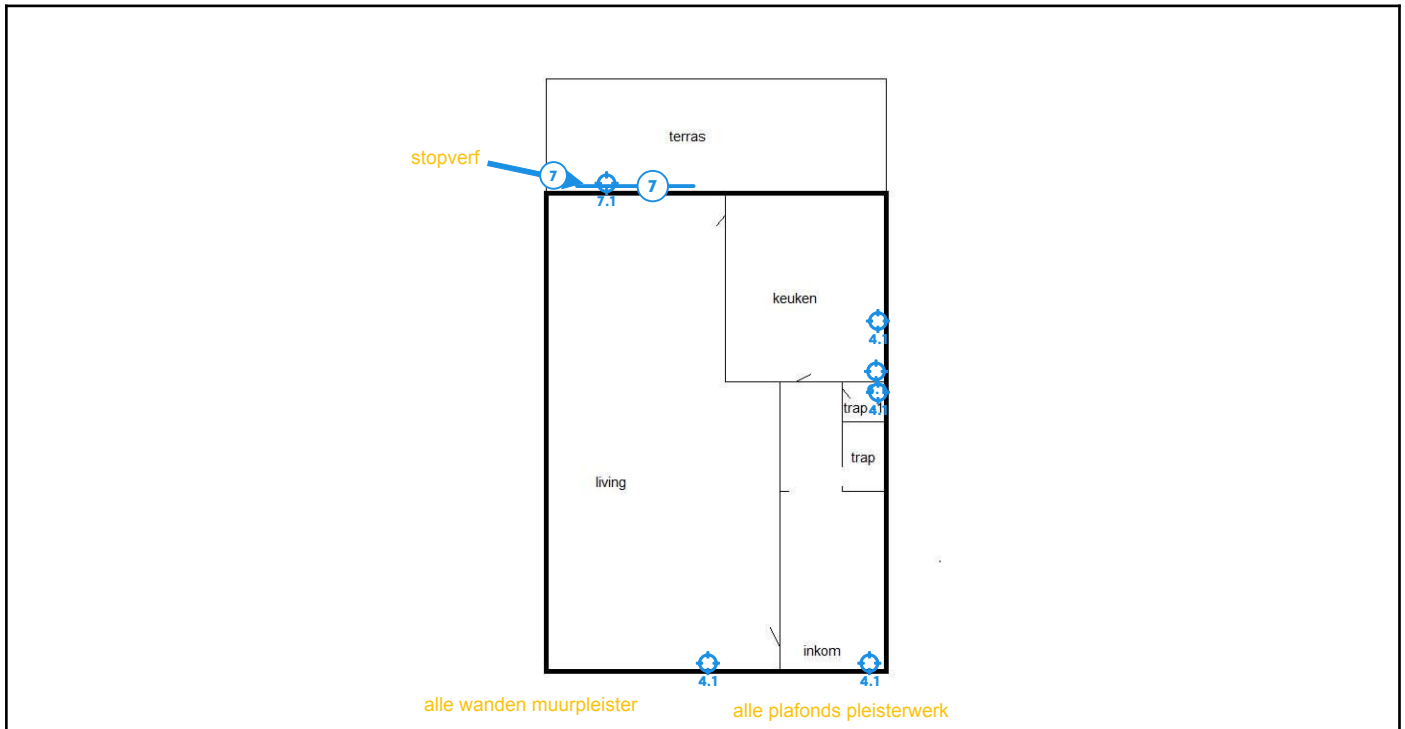 terras
stopverf
7
7
7.1
keuken
4.1
trap
4.1
trap
living
inkom
4.1
4.1
alle wanden muurpleister
alle plafonds pleisterwerk